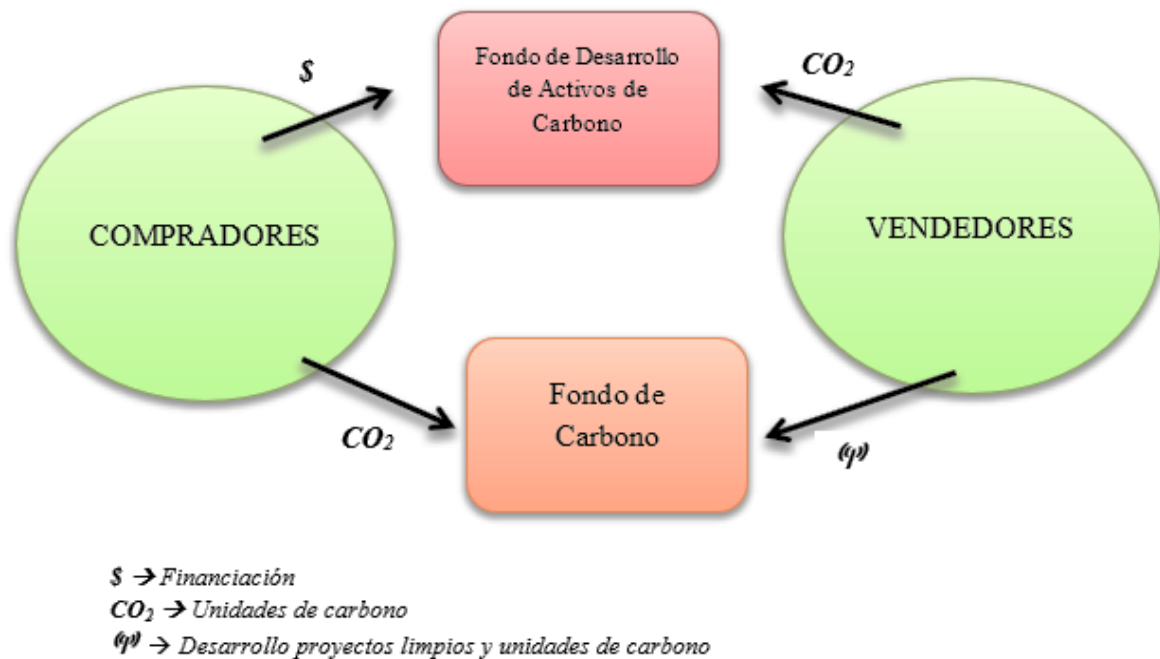 Fondo de Desarrollo
de Activos de
Carbono
$
CO₂
COMPRADORES
VENDEDORES
Fondo de
Carbono
CO₂
(φ)
$ → Financiación
CO₂ → Unidades de carbono
(φ) → Desarrollo proyectos limpios y unidades de carbono